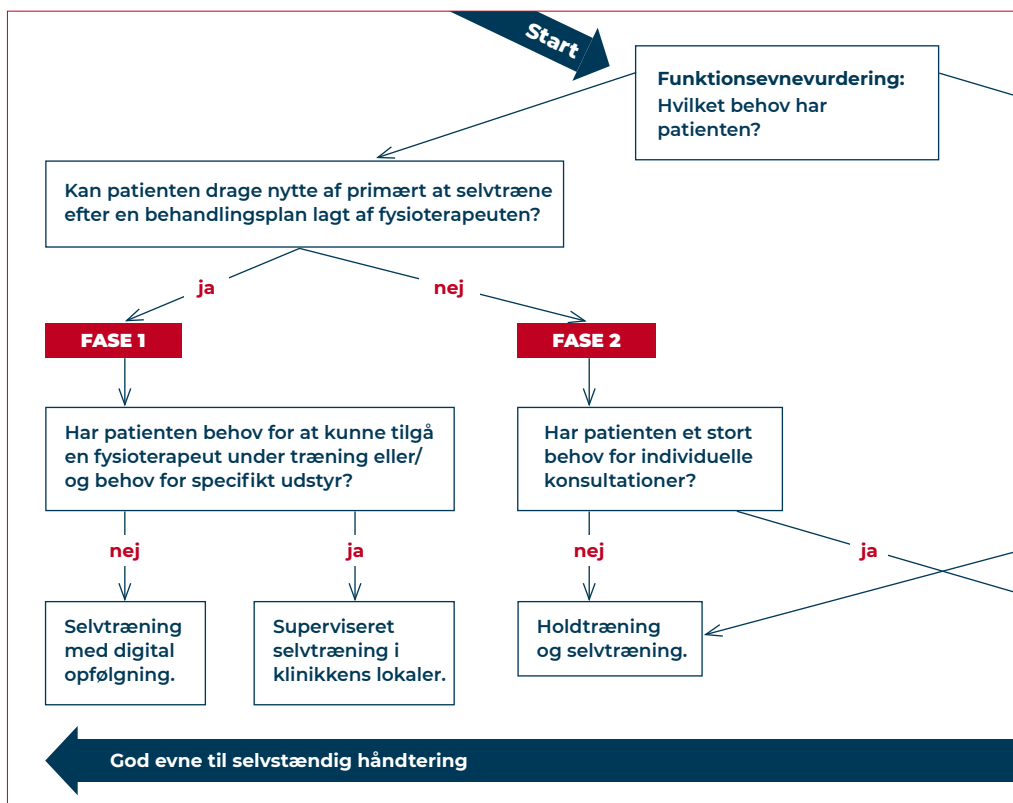 Start
Funktionsevnevurdering:
Hvilket behov har
patienten?
Kan patienten drage nytte af primært at selvtræne
efter en behandlingsplan lagt af fysioterapeuten?
ja
nej
FASE 1
FASE 2
Har patienten behov for at kunne tilgå
en fysioterapeut under træning eller/
og behov for specifikt udstyr?
Har patienten et stort
behov for individuelle
konsultationer?
nej
ja
nej
ja
Selvtræning
med digital
opfølgning.
Superviseret
selvtræning i
klinikkens lokaler.
Holdtræning
og selvtræning.
God evne til selvstændig håndtering